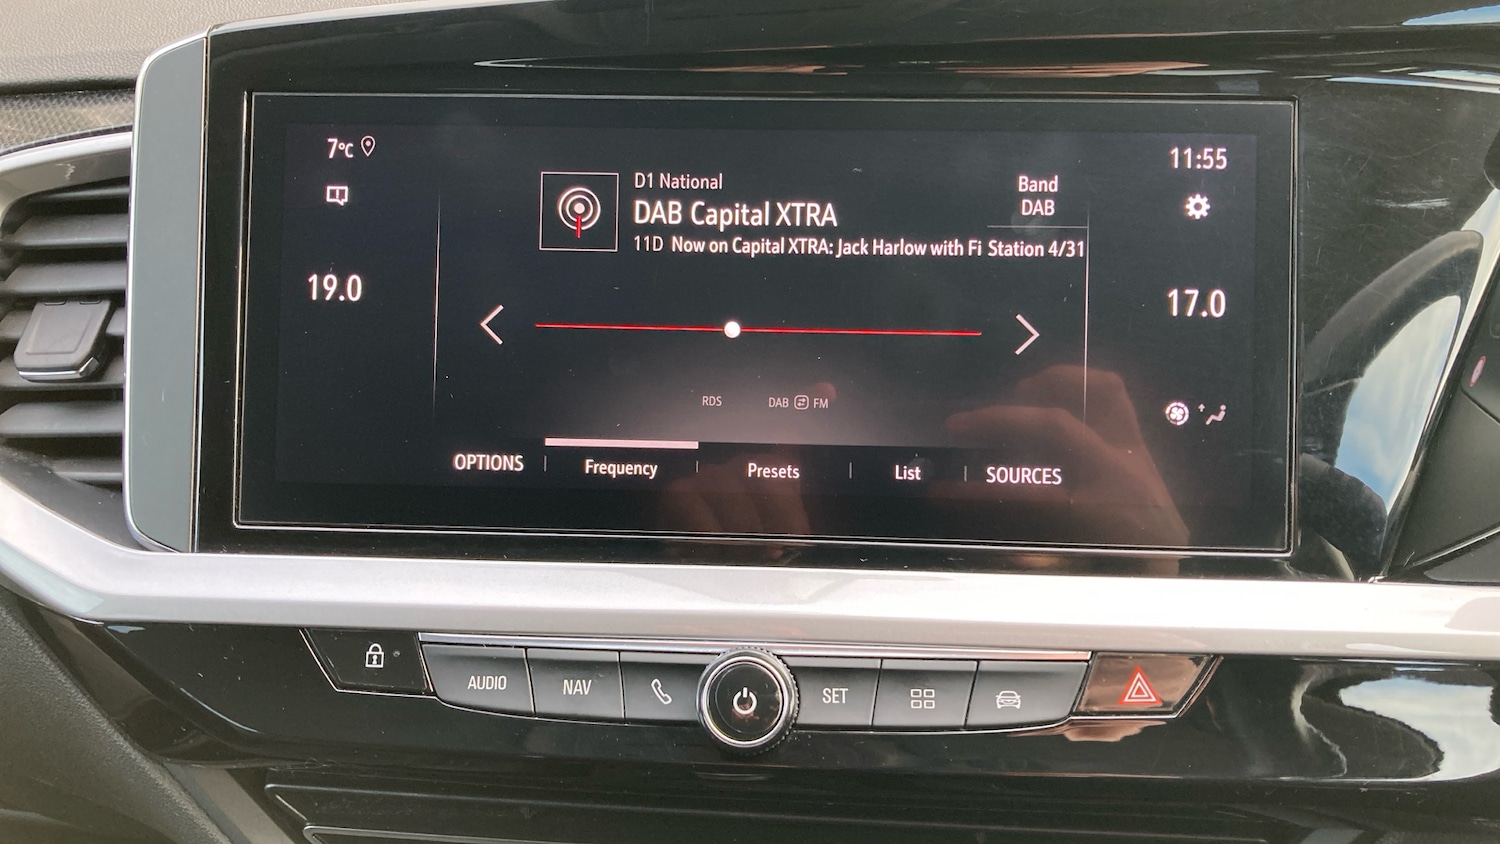 7°C
11:55
D1 National
DAB Capital XTRA
11D Now on Capital XTRA: Jack Harlow with Fi
Band
DAB
Station 4/31
19.0
17.0
RDS
DAB FM
OPTIONS
Frequency
Presets
List
SOURCES
AUDIO
NAV
SET